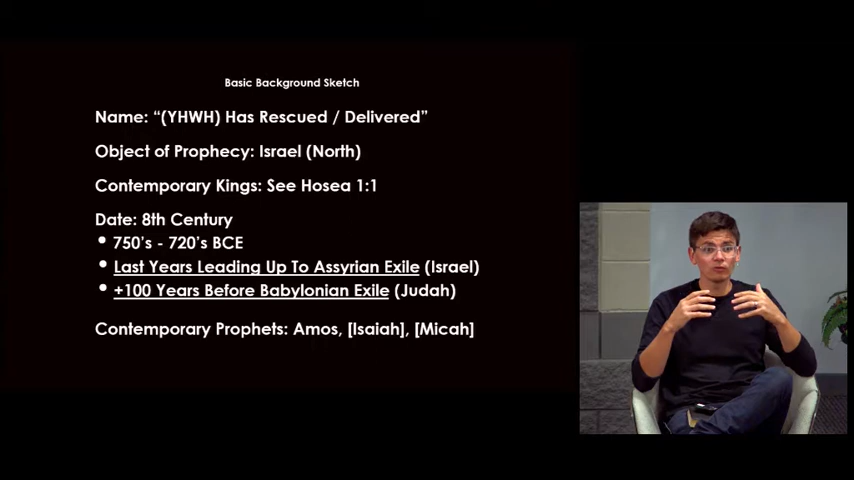 Basic Background Sketch
Name: “(YHWH) Has Rescued / Delivered”
Object of Prophecy: Israel (North)
Contemporary Kings: See Hosea 1:1
Date: 8th Century
• 750's - 720's BCE
• Last Years Leading Up To Assyrian Exile (Israel)
• +100 Years Before Babylonian Exile (Judah)
Contemporary Prophets: Amos, [Isaiah], [Micah]